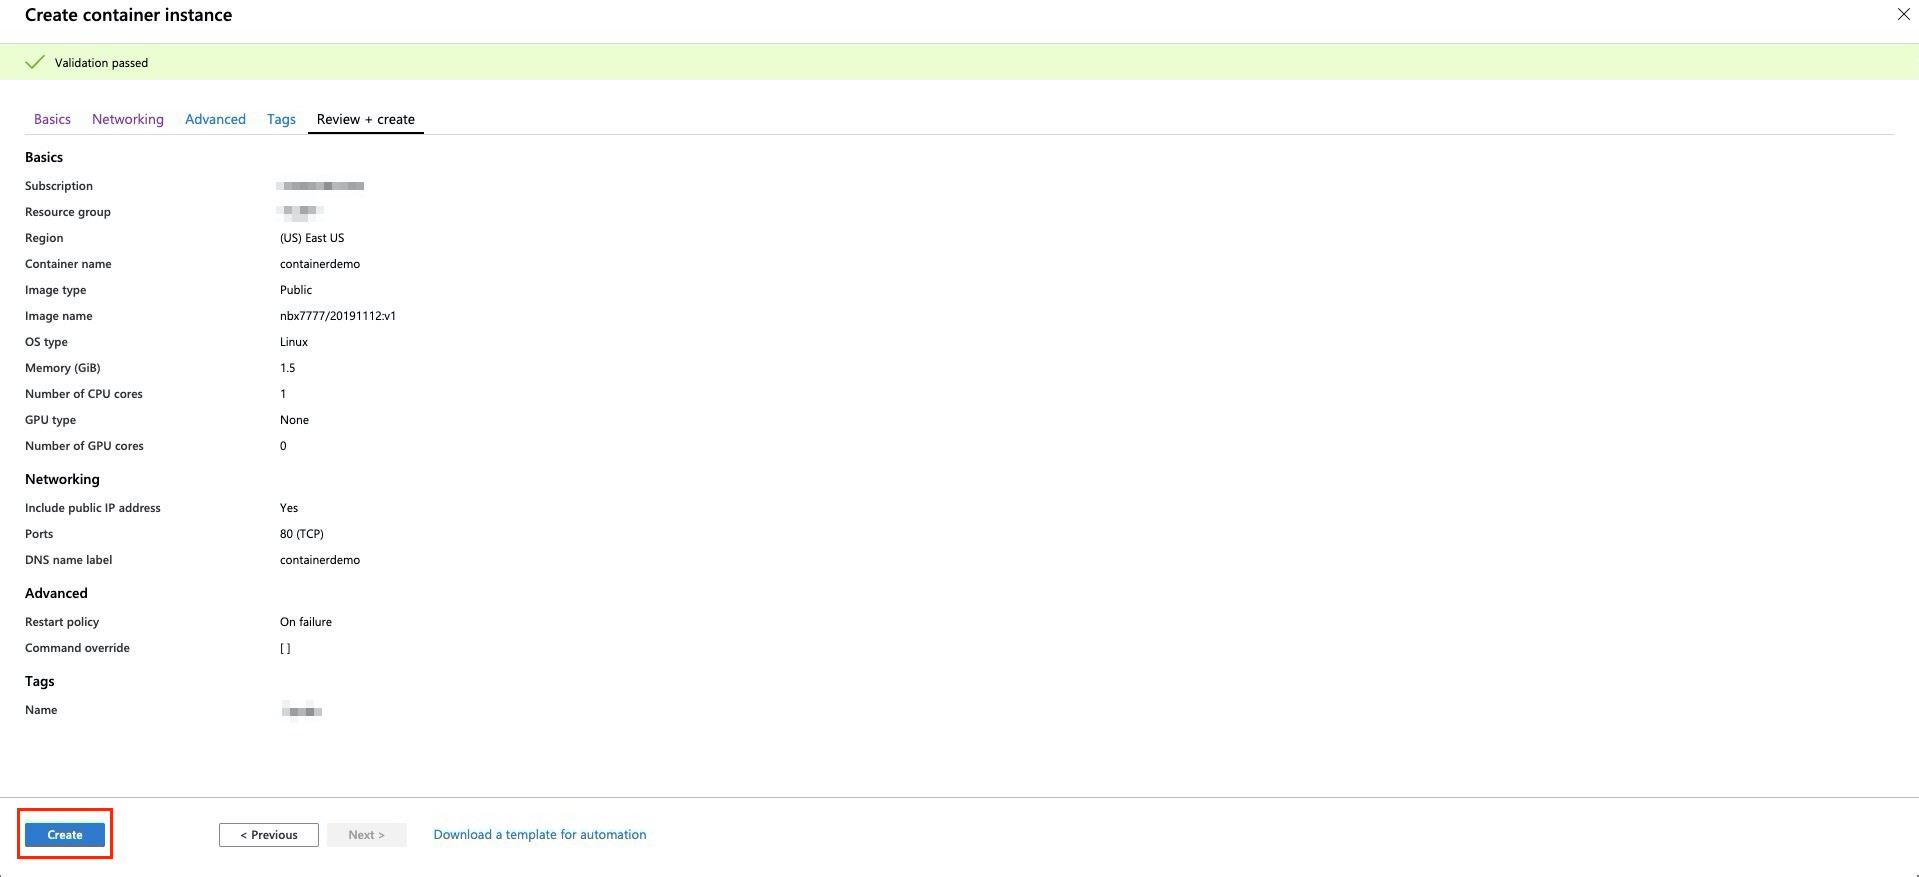 Create container instance
Validation passed
Basics Networking Advanced Tags Review + create
Basics
Subscription
Resource group
Region (US) East US
Container name containerdemo
Image type Public
Image name nbx7777/20191112:v1
OS type Linux
Memory (GiB) 1.5
Number of CPU cores 1
GPU type None
Number of GPU cores 0
Networking
Include public IP address Yes
Ports 80 (TCP)
DNS name label containerdemo
Advanced
Restart policy On failure
Command override [ ]
Tags
Name
Create < Previous Next > Download a template for automation